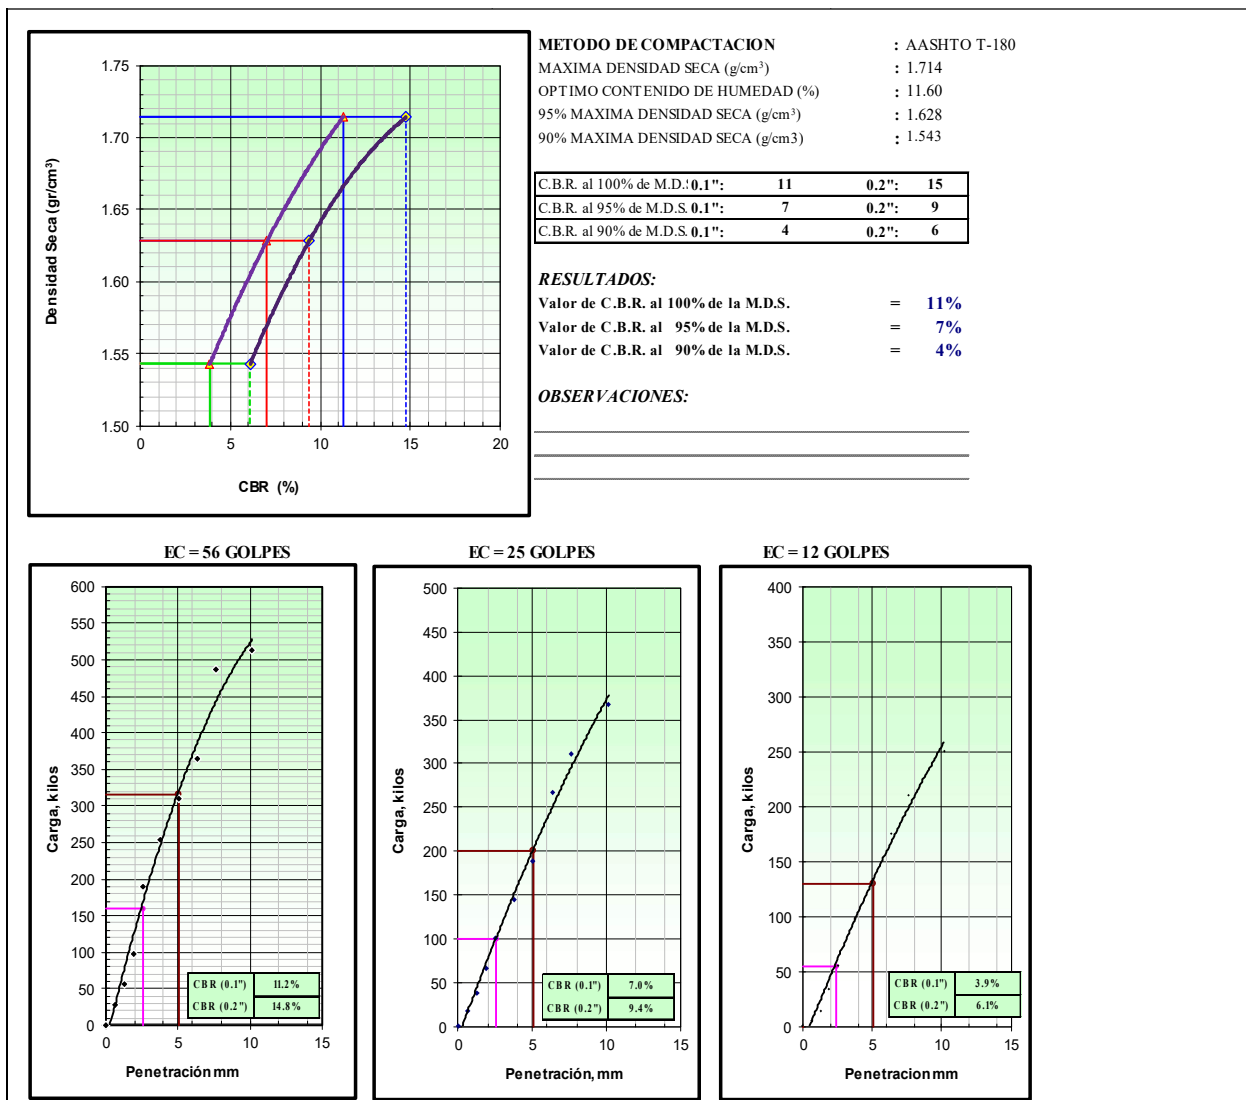 METODO DE COMPACTACION : AASHTO T-180
MAXIMA DENSIDAD SECA (g/cm³) : 1.714
OPTIMO CONTENIDO DE HUMEDAD (%) : 11.60
95% MAXIMA DENSIDAD SECA (g/cm³) : 1.628
90% MAXIMA DENSIDAD SECA (g/cm3) : 1.543
1.75
1.70
1.65
1.60
1.55
1.50
Densidad Seca (gr/cm³)
0 5 10 15 20
CBR (%)
C.B.R. al 100% de M.D.: 0.1": 11 0.2": 15
C.B.R. al 95% de M.D.S. 0.1": 7 0.2": 9
C.B.R. al 90% de M.D.S. 0.1": 4 0.2": 6
RESULTADOS:
Valor de C.B.R. al 100% de la M.D.S. = 11%
Valor de C.B.R. al 95% de la M.D.S. = 7%
Valor de C.B.R. al 90% de la M.D.S. = 4%
OBSERVACIONES:
EC = 56 GOLPES
600
550
500
450
400
350
300
250
200
150
100
50
0
Carga, kilos
CBR (0.1") 11.2%
CBR (0.2") 14.8%
0 5 10 15
Penetración mm
EC = 25 GOLPES
500
450
400
350
300
250
200
150
100
50
0
Carga, kilos
CBR (0.1") 7.0%
CBR (0.2") 9.4%
0 5 10 15
Penetración, mm
EC = 12 GOLPES
400
350
300
250
200
150
100
50
0
Carga, kilos
CBR (0.1") 3.9%
CBR (0.2") 6.1%
0 5 10 15
Penetracion mm